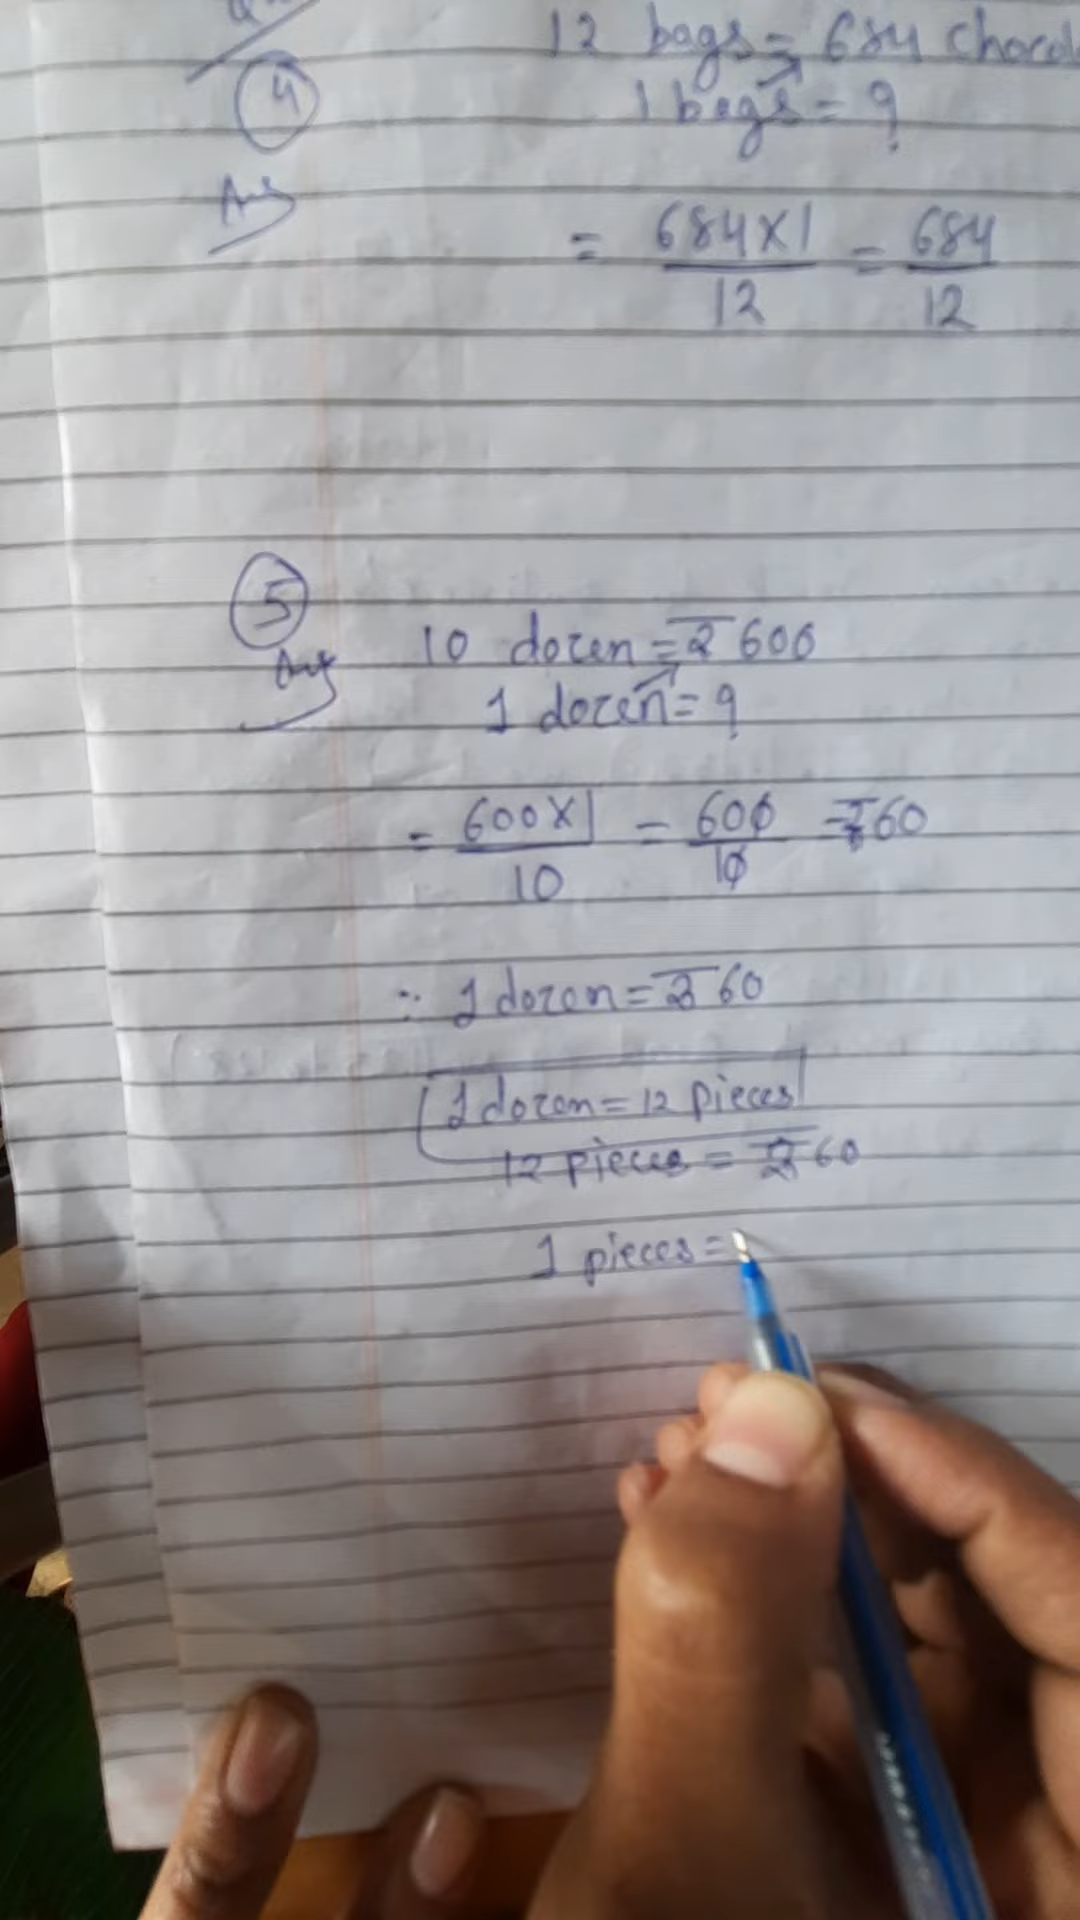 4
12 bags = 684 Chocol
1 bags = ?
Ans
= 684×1/12 = 684/12
5
10 dozen = ₹ 600
Ans
1 dozen = ?
= 600×1/10 = 600/10 = ₹60
∵ 1 dozen = ₹ 60
1 dozen = 12 pieces
12 pieces = ₹ 60
1 pieces =